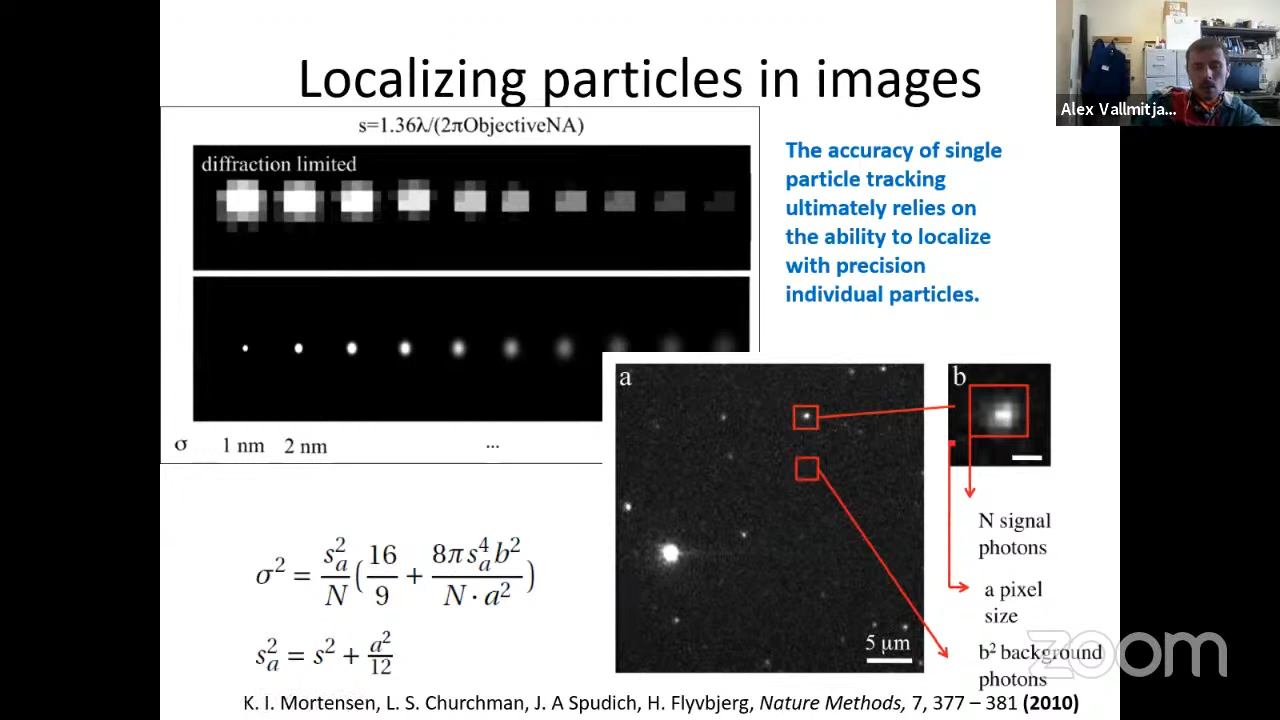 Localizing particles in images
Alex Vallmitja...
s=1.36λ/(2πObjectiveNA)
diffraction limited
σ 1 nm 2 nm ...
The accuracy of single
particle tracking
ultimately relies on
the ability to localize
with precision
individual particles.
a
b
5 μm
N signal
photons
a pixel
size
b² background
photons
σ² = s_a²/N (16/9 + 8πs_a⁴b²/(N·a²))
s_a² = s² + a²/12
zoom
K. I. Mortensen, L. S. Churchman, J. A Spudich, H. Flyvbjerg, Nature Methods, 7, 377 – 381 (2010)